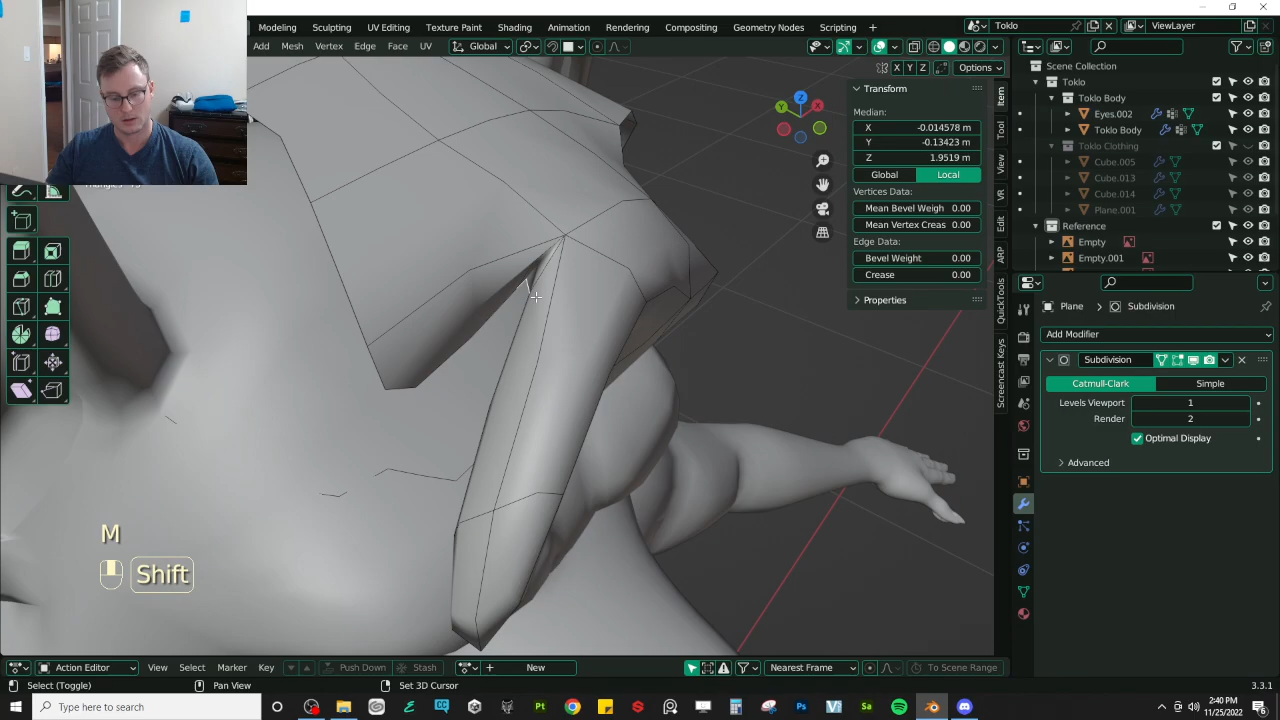 Modeling Sculpting UV Editing Texture Paint Shading Animation Rendering Compositing Geometry Nodes Scripting + Toklo ViewLayer
Add Mesh Vertex Edge Face UV Global
X Y Z Options
Scene Collection
Toklo
Toklo Body
Eyes.002
Toklo Body
Toklo Clothing
Cube.005
Cube.013
Cube.014
Plane.001
Reference
Empty
Empty.001
Transform
Median:
X -0.014578 m
Y -0.13423 m
Z 1.9519 m
Global Local
Vertices Data:
Mean Bevel Weigh 0.00
Mean Vertex Creas 0.00
Edge Data:
Bevel Weight 0.00
Crease 0.00
Properties
Item
Tool
View
VR
Edit
ARP
QuickTools
Screencast Keys
Y X Z
Plane Subdivision
Add Modifier
Subdivision
Catmull-Clark Simple
Levels Viewport 1
Render 2
Optimal Display
Advanced
M
Shift
Action Editor View Select Marker Key Push Down Stash New Nearest Frame To Scene Range
Select (Toggle) Pan View Set 3D Cursor 3.3.1
Type here to search
2:40 PM
11/25/2022